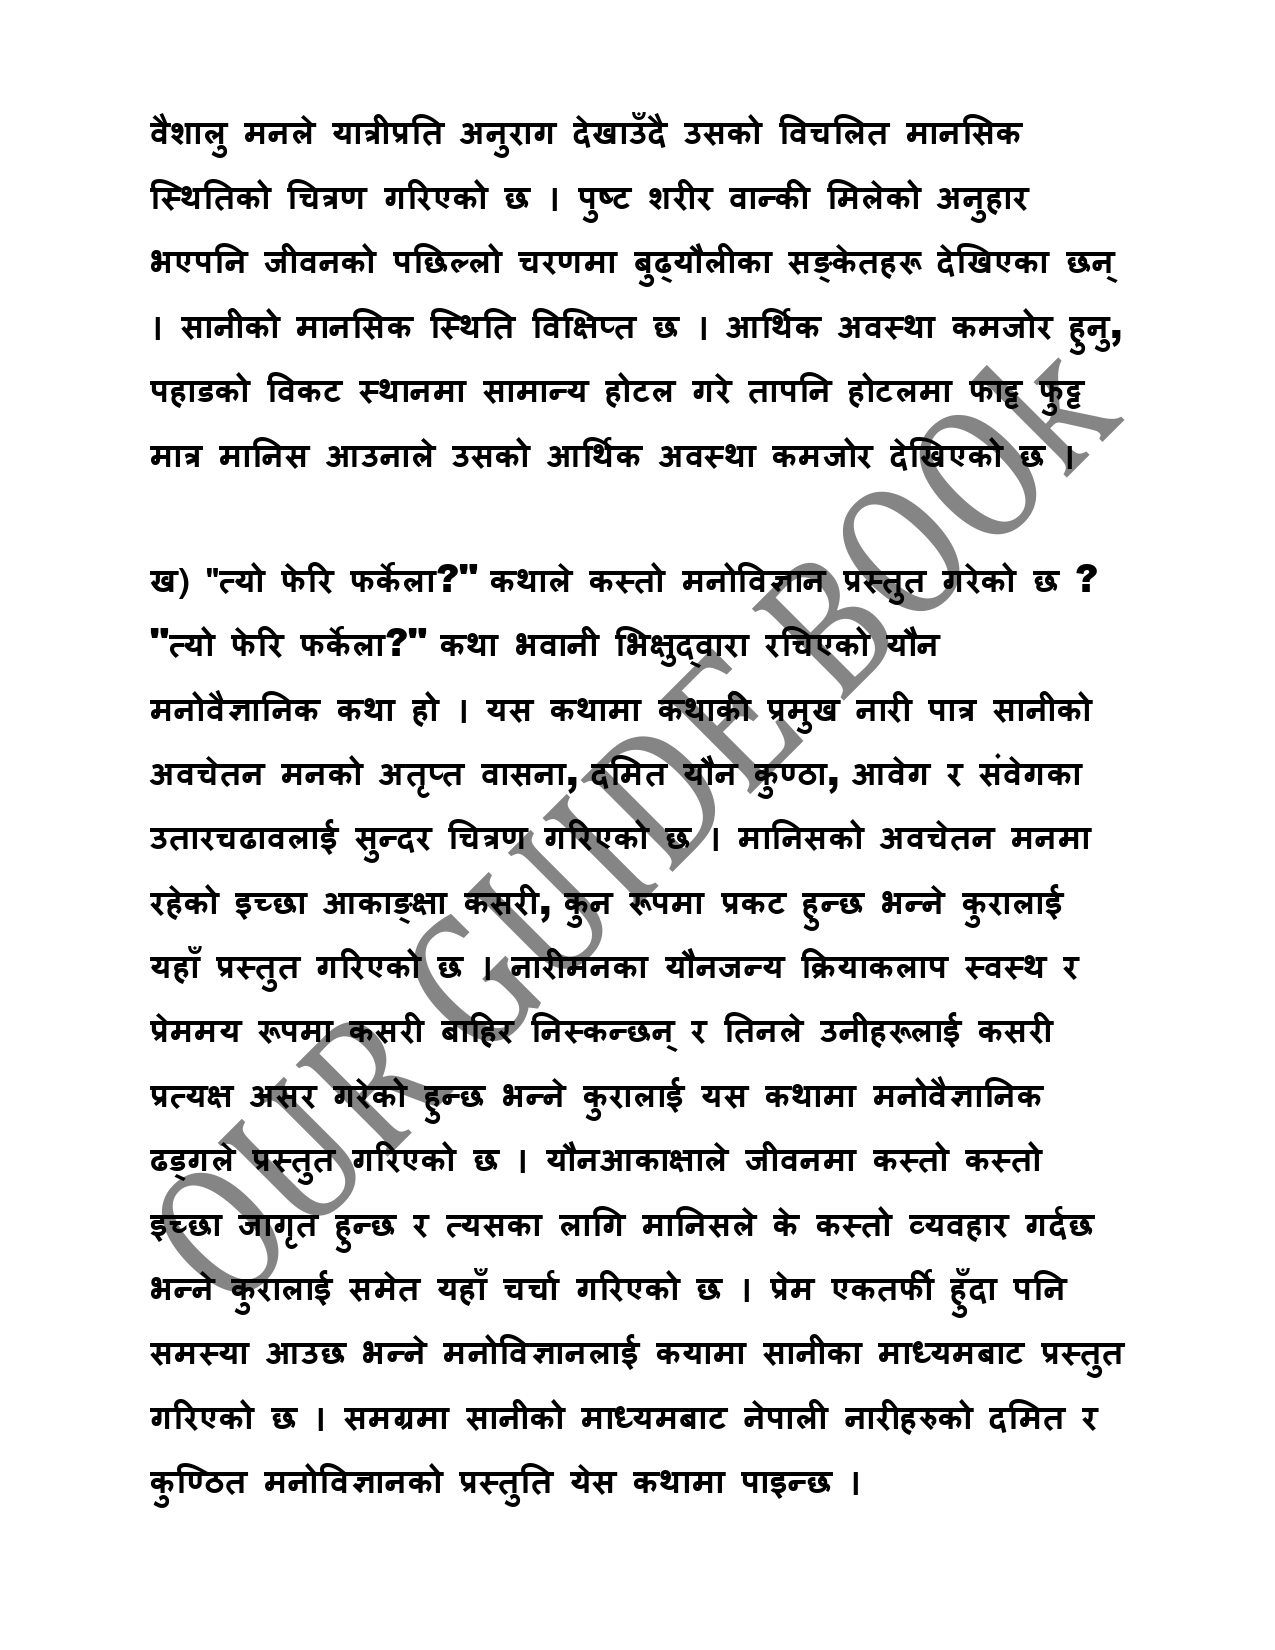 वैशालु मनले यात्रीप्रति अनुराग देखाउँदै उसको विचलित मानसिक
स्थितिको चित्रण गरिएको छ । पुष्ट शरीर वान्की मिलेको अनुहार
भएपनि जीवनको पछिल्लो चरणमा बुढ्यौलीका सङ्केतहरू देखिएका छन्
। सानीको मानसिक स्थिति विक्षिप्त छ । आर्थिक अवस्था कमजोर हुनु,
पहाडको विकट स्थानमा सामान्य होटल गरे तापनि होटलमा फाट्ट फुट्ट
मात्र मानिस आउनाले उसको आर्थिक अवस्था कमजोर देखिएको छ ।
ख) "त्यो फेरि फर्केला?" कथाले कस्तो मनोविज्ञान प्रस्तुत गरेको छ ?
"त्यो फेरि फर्केला?" कथा भवानी भिक्षुद्वारा रचिएको यौन
मनोवैज्ञानिक कथा हो । यस कथामा कथाकी प्रमुख नारी पात्र सानीको
अवचेतन मनको अतृप्त वासना, दमित यौन कुण्ठा, आवेग र संवेगका
उतारचढावलाई सुन्दर चित्रण गरिएको छ । मानिसको अवचेतन मनमा
रहेको इच्छा आकाङ्क्षा कसरी, कुन रूपमा प्रकट हुन्छ भन्ने कुरालाई
यहाँ प्रस्तुत गरिएको छ । नारीमनका यौनजन्य क्रियाकलाप स्वस्थ र
प्रेममय रूपमा कसरी बाहिर निस्कन्छन् र तिनले उनीहरूलाई कसरी
प्रत्यक्ष असर गरेको हुन्छ भन्ने कुरालाई यस कथामा मनोवैज्ञानिक
ढड्गले प्रस्तुत गरिएको छ । यौनआकाक्षाले जीवनमा कस्तो कस्तो
इच्छा जागृत हुन्छ र त्यसका लागि मानिसले के कस्तो व्यवहार गर्दछ
भन्ने कुरालाई समेत यहाँ चर्चा गरिएको छ । प्रेम एकतर्फी हुँदा पनि
समस्या आउछ भन्ने मनोविज्ञानलाई कयामा सानीका माध्यमबाट प्रस्तुत
गरिएको छ । समग्रमा सानीको माध्यमबाट नेपाली नारीहरुको दमित र
कुण्ठित मनोविज्ञानको प्रस्तुति येस कथामा पाइन्छ ।
OUR GUIDE BOOK